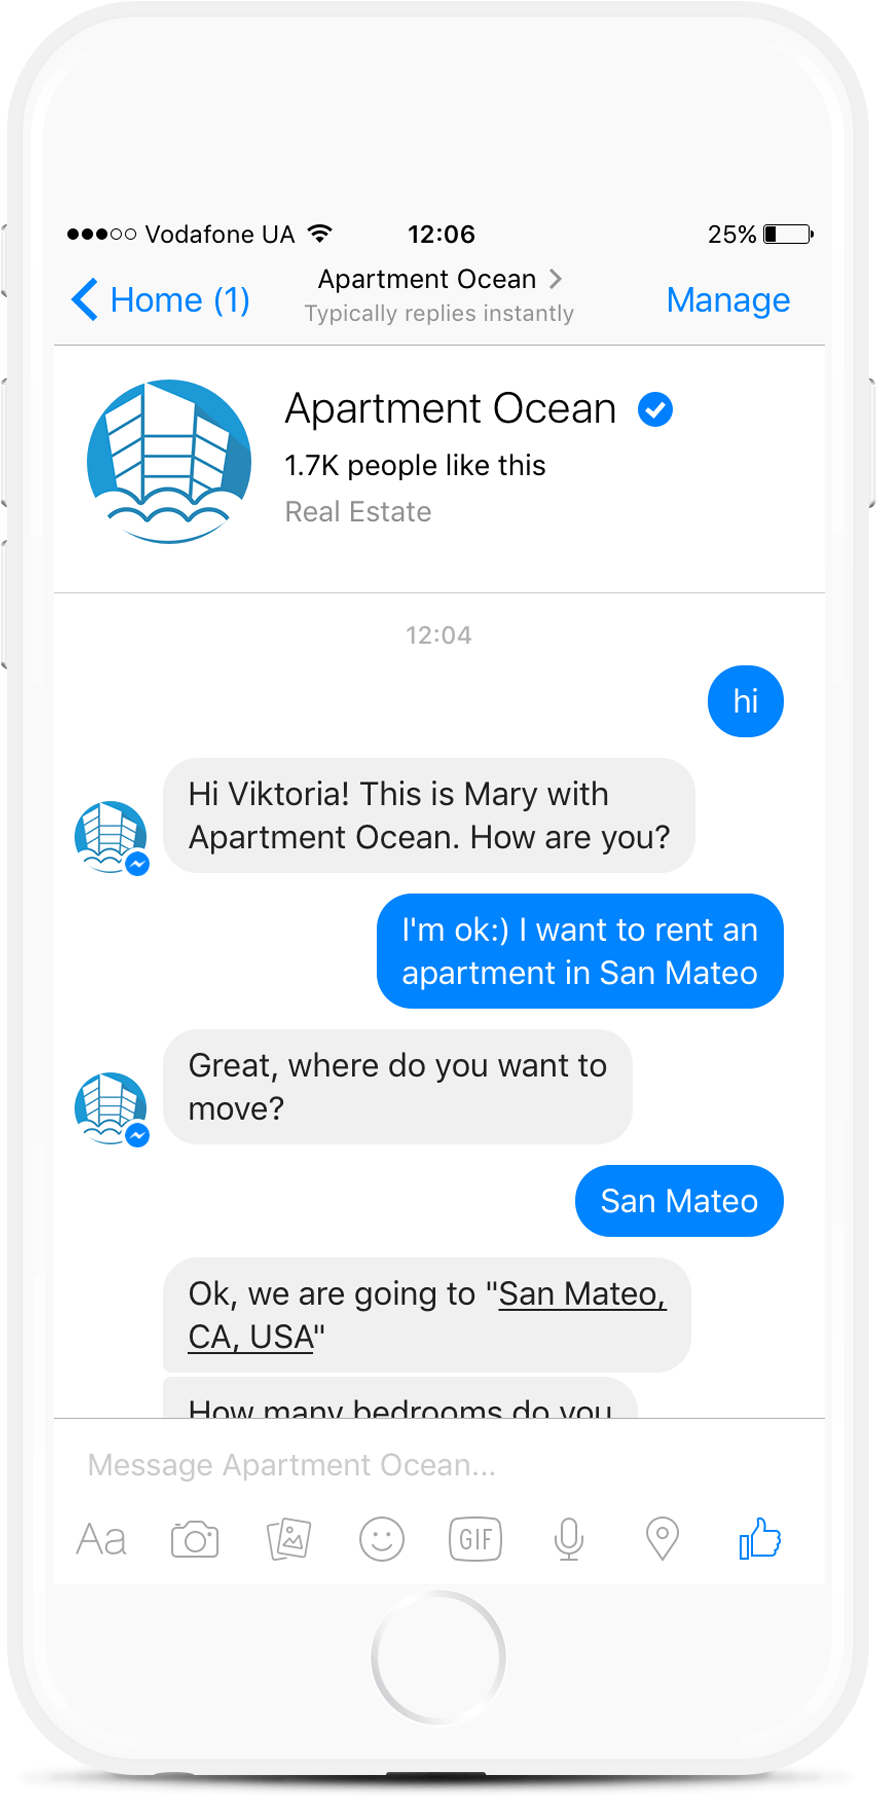 Vodafone UA 12:06 25%
Home (1) Apartment Ocean Manage
Typically replies instantly
Apartment Ocean
1.7K people like this
Real Estate
12:04
hi
Hi Viktoria! This is Mary with
Apartment Ocean. How are you?
I'm ok:) I want to rent an
apartment in San Mateo
Great, where do you want to
move?
San Mateo
Ok, we are going to "San Mateo,
CA, USA"
How many bedrooms do you
Message Apartment Ocean...
Aa GIF